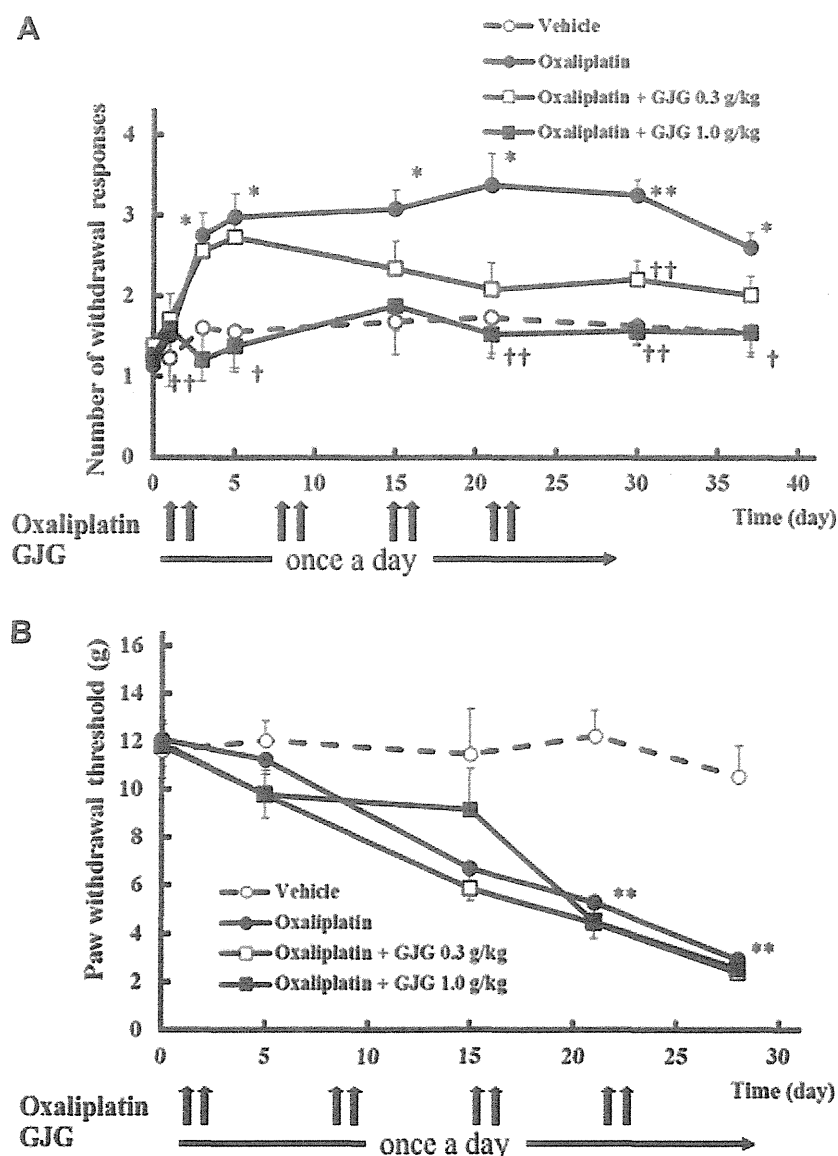 A
Vehicle
Oxaliplatin
Oxaliplatin + GJG 0.3 g/kg
Oxaliplatin + GJG 1.0 g/kg
Number of withdrawal responses
4
3
2
1
0
* * * * ** *
††
†† † †† †† †
0 5 10 15 20 25 30 35 40
Time (day)
Oxaliplatin
GJG
once a day
B
Paw withdrawal threshold (g)
16
14
12
10
8
6
4
2
0
** **
Vehicle
Oxaliplatin
Oxaliplatin + GJG 0.3 g/kg
Oxaliplatin + GJG 1.0 g/kg
0 5 10 15 20 25 30
Time (day)
Oxaliplatin
GJG
once a day